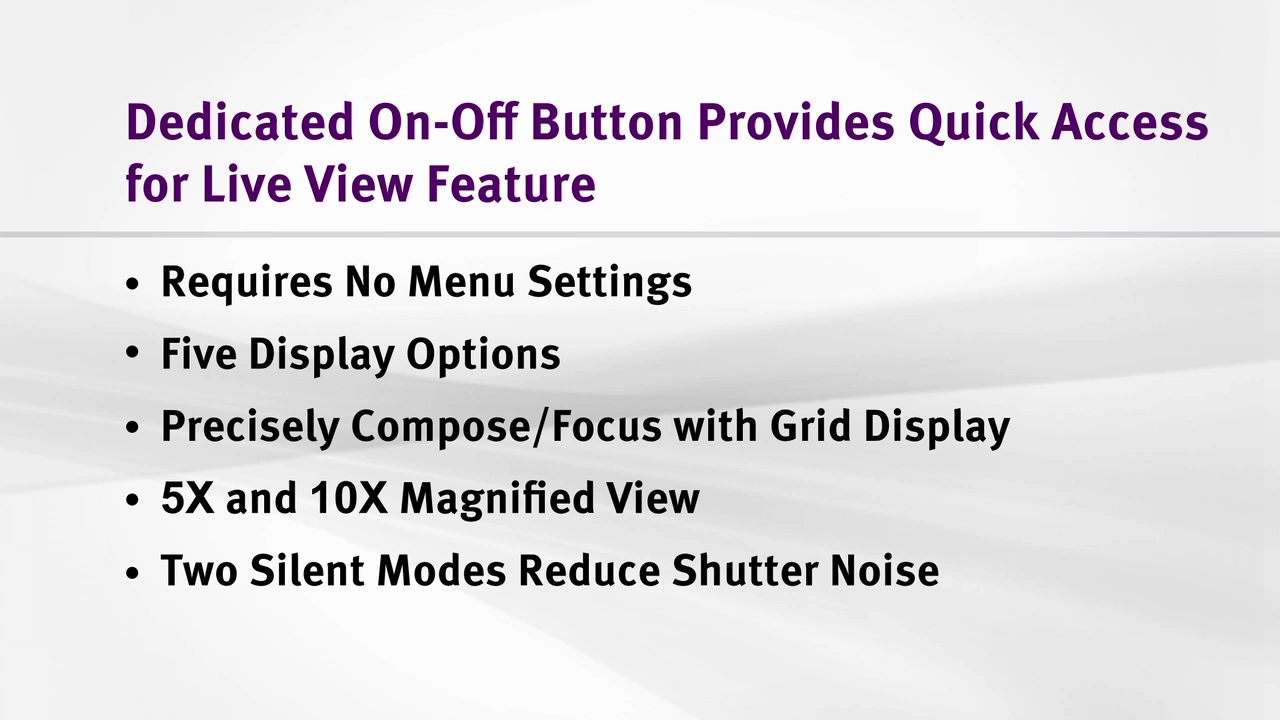 Dedicated On-Off Button Provides Quick Access
for Live View Feature
• Requires No Menu Settings
• Five Display Options
• Precisely Compose/Focus with Grid Display
• 5X and 10X Magnified View
• Two Silent Modes Reduce Shutter Noise